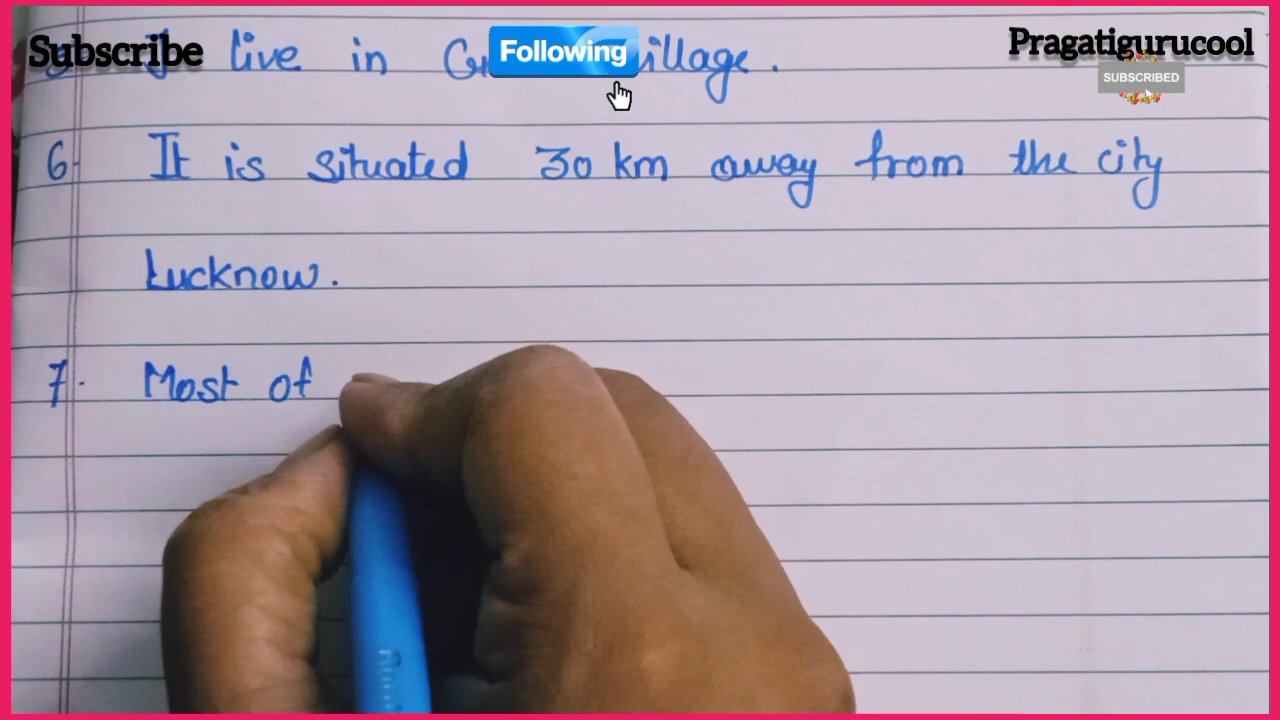 Subscribe
Following
Pragatigurucool
SUBSCRIBED
live in village.
6. It is situated 30 km away from the city
Lucknow.
7. Most of